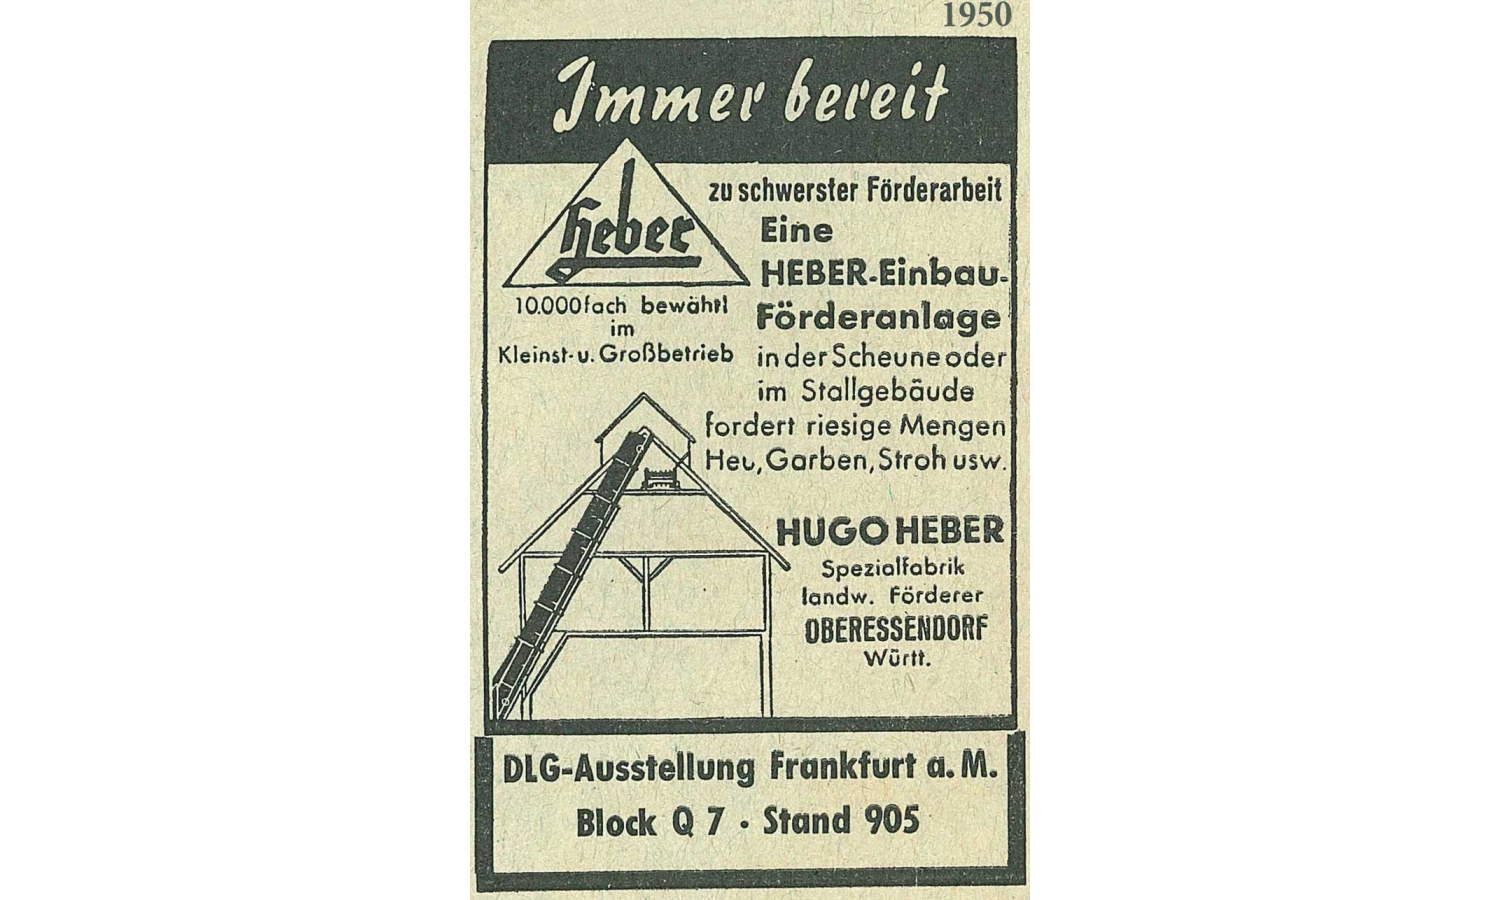 1950
Immer bereit
heber
zu schwerster Förderarbeit
Eine
HEBER-Einbau-
Förderanlage
in der Scheune oder
im Stallgebäude
fordert riesige Mengen
Heu, Garben, Stroh usw.
10.000fach bewährt
im
Kleinst- u. Großbetrieb
HUGO HEBER
Spezialfabrik
landw. Förderer
OBERESSENDORF
Württ.
DLG-Ausstellung Frankfurt a. M.
Block Q 7 · Stand 905